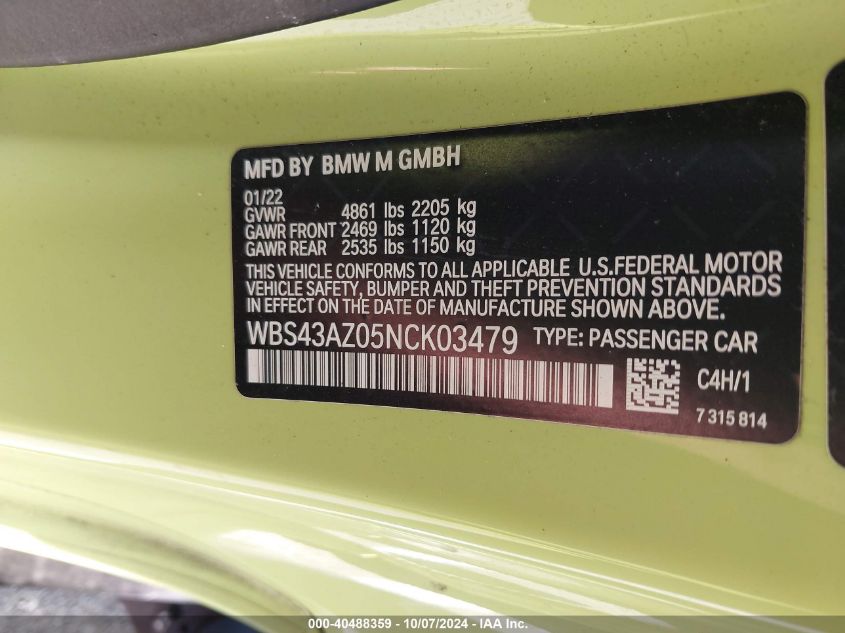 MFD BY BMW M GMBH
01/22
GVWR 4861 lbs 2205 kg
GAWR FRONT 2469 lbs 1120 kg
GAWR REAR 2535 lbs 1150 kg
THIS VEHICLE CONFORMS TO ALL APPLICABLE U.S.FEDERAL MOTOR
VEHICLE SAFETY, BUMPER AND THEFT PREVENTION STANDARDS
IN EFFECT ON THE DATE OF MANUFACTURE SHOWN ABOVE.
WBS43AZ05NCK03479 TYPE: PASSENGER CAR
C4H/1
7 315 814
000-40488359 - 10/07/2024 - IAA Inc.